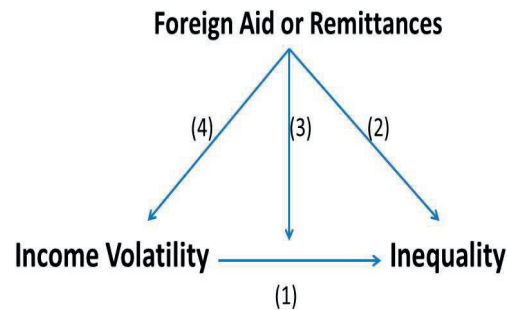 Foreign Aid or Remittances
(4) (3) (2)
Income Volatility Inequality
(1)